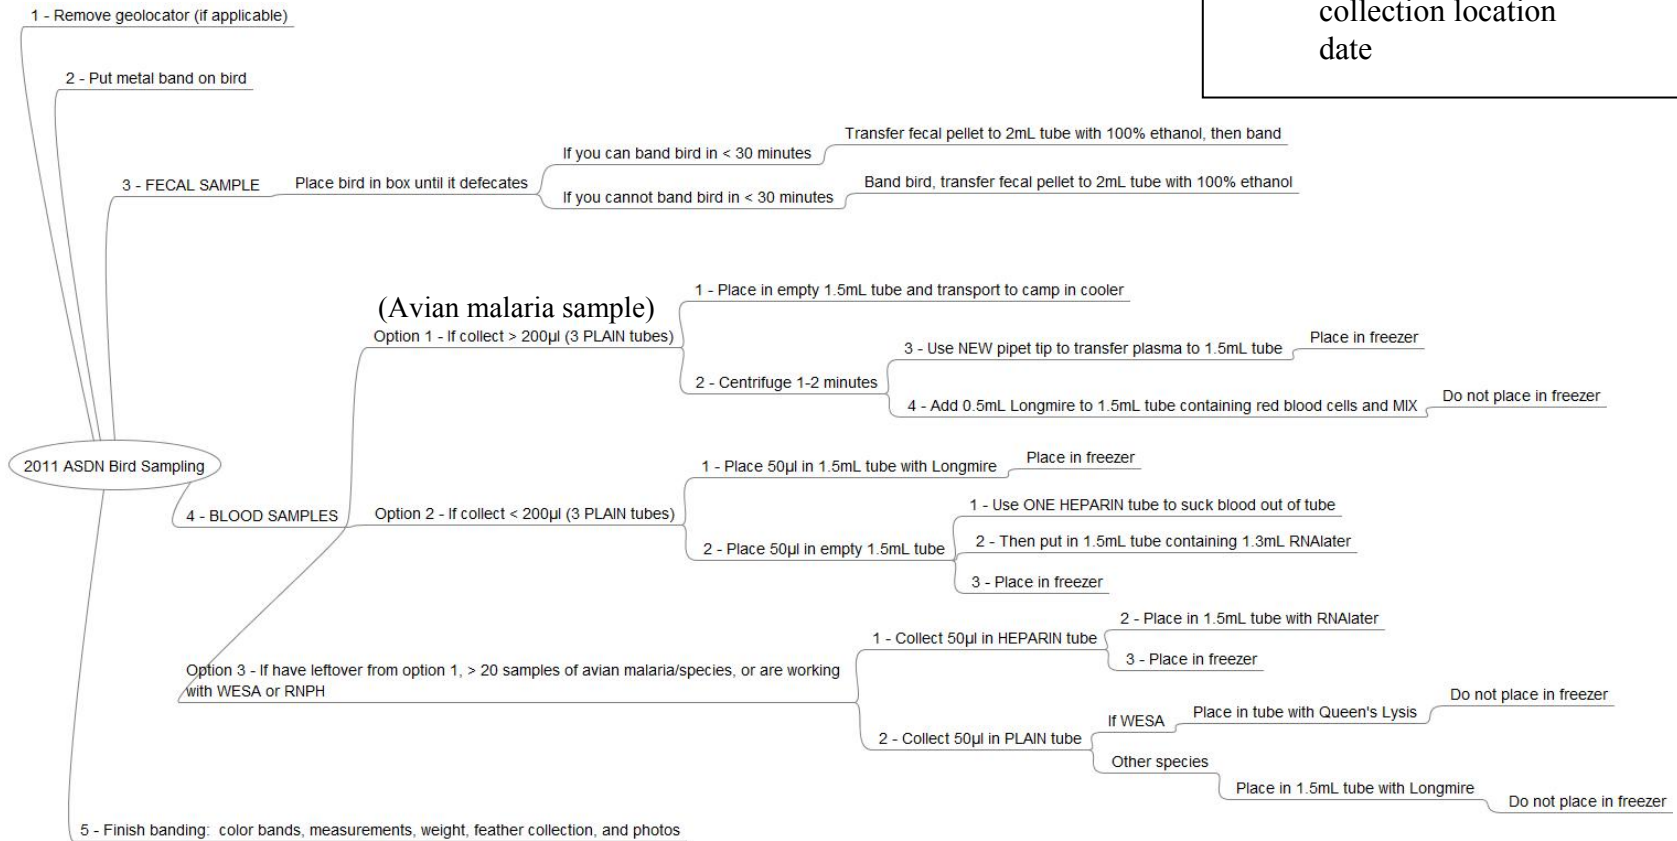 collection location
date
1 - Remove geolocator (if applicable)
2 - Put metal band on bird
3 - FECAL SAMPLE
Place bird in box until it defecates
If you can band bird in < 30 minutes
Transfer fecal pellet to 2mL tube with 100% ethanol, then band
If you cannot band bird in < 30 minutes
Band bird, transfer fecal pellet to 2mL tube with 100% ethanol
2011 ASDN Bird Sampling
4 - BLOOD SAMPLES
(Avian malaria sample)
Option 1 - If collect > 200µl (3 PLAIN tubes)
1 - Place in empty 1.5mL tube and transport to camp in cooler
2 - Centrifuge 1-2 minutes
3 - Use NEW pipet tip to transfer plasma to 1.5mL tube
Place in freezer
4 - Add 0.5mL Longmire to 1.5mL tube containing red blood cells and MIX
Do not place in freezer
Option 2 - If collect < 200µl (3 PLAIN tubes)
1 - Place 50µl in 1.5mL tube with Longmire
Place in freezer
2 - Place 50µl in empty 1.5mL tube
1 - Use ONE HEPARIN tube to suck blood out of tube
2 - Then put in 1.5mL tube containing 1.3mL RNAlater
3 - Place in freezer
Option 3 - If have leftover from option 1, > 20 samples of avian malaria/species, or are working
with WESA or RNPH
1 - Collect 50µl in HEPARIN tube
2 - Place in 1.5mL tube with RNAlater
3 - Place in freezer
2 - Collect 50µl in PLAIN tube
If WESA
Place in tube with Queen's Lysis
Do not place in freezer
Other species
Place in 1.5mL tube with Longmire
Do not place in freezer
5 - Finish banding: color bands, measurements, weight, feather collection, and photos